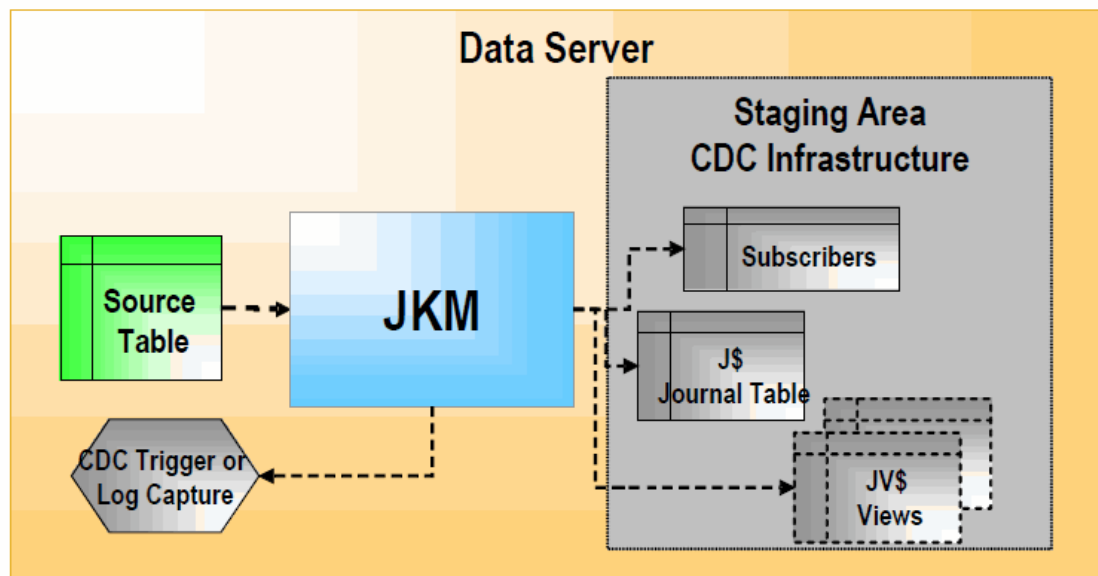 Data Server
Staging Area
CDC Infrastructure
Subscribers
Source
Table
JKM
J$
Journal Table
CDC Trigger or
Log Capture
JV$
Views